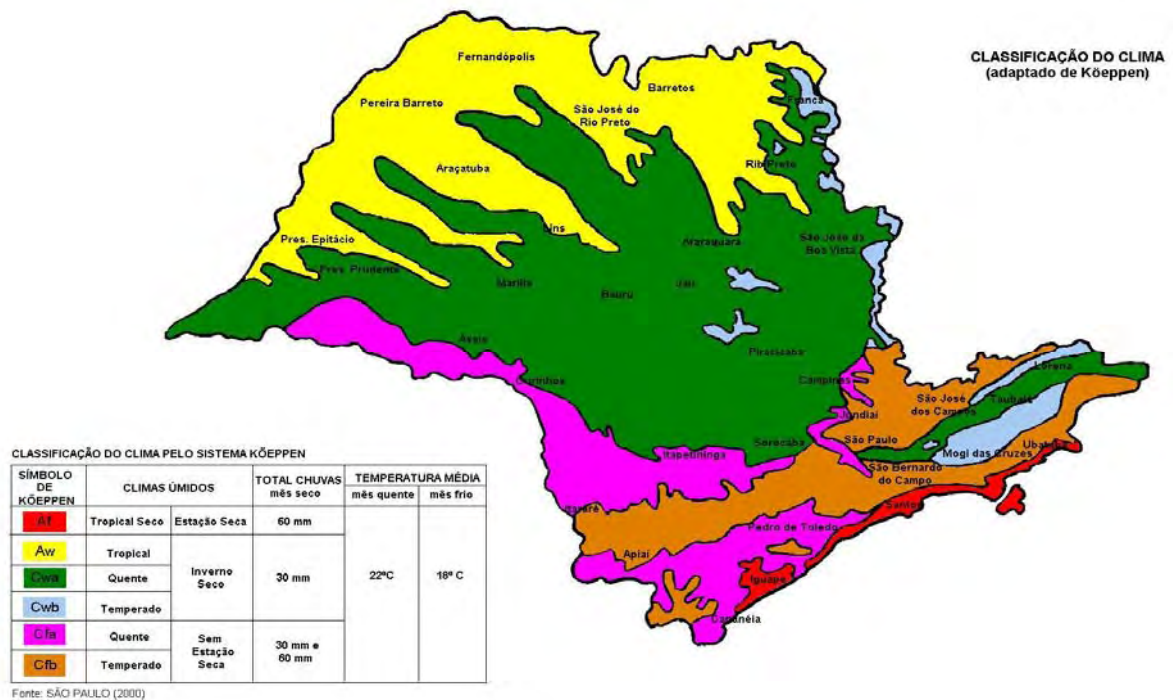 CLASSIFICAÇÃO DO CLIMA
(adaptado de Köeppen)
Fernandópolis
Barretos
Pereira Barreto
São José do
Rio Preto
Franca
Araçatuba
Rib Preto
Lins
Araraquara
São José da
Boa Vista
Pres. Epitácio
Pres. Prudente
Marília
Bauru
Jaú
Assis
Piracicaba
Ourinhos
Campinas
Lorena
São José
dos Campos
Taubaté
Jundiaí
Sorocaba
São Paulo
Ubatuba
Itapetininga
Mogi das Cruzes
São Bernardo
do Campo
Santos
Itararé
Pedro de Toledo
Apiaí
Iguape
Cananéia
CLASSIFICAÇÃO DO CLIMA PELO SISTEMA KÖEPPEN
SÍMBOLO
DE
KÖEPPEN
CLIMAS ÚMIDOS
TOTAL CHUVAS
mês seco
TEMPERATURA MÉDIA
mês quente
mês frio
Af
Tropical Seco
Estação Seca
60 mm
Aw
Tropical
Cwa
Quente
Inverno
Seco
30 mm
22ºC
18º C
Cwb
Temperado
Cfa
Quente
Sem
Estação
Seca
30 mm e
60 mm
Cfb
Temperado
Fonte: SÃO PAULO (2000)